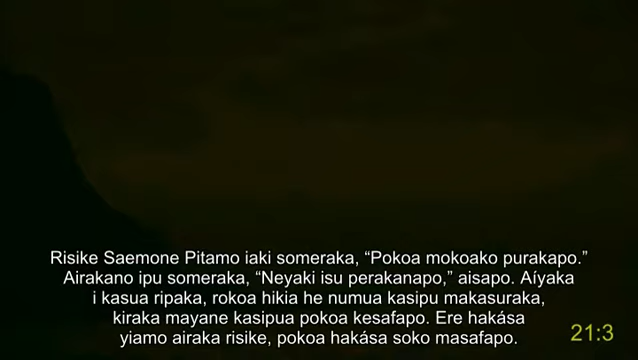 Risike Saemone Pitamo iaki someraka, “Pokoa mokoako purakapo.”
Airakano ipu someraka, “Neyaki isu perakanapo,” aisapo. Aíyaka
i kasua ripaka, rokoa hikia he numua kasipu makasuraka,
kiraka mayane kasipua pokoa kesafapo. Ere hakása
yiamo airaka risike, pokoa hakása soko masafapo.
21:3